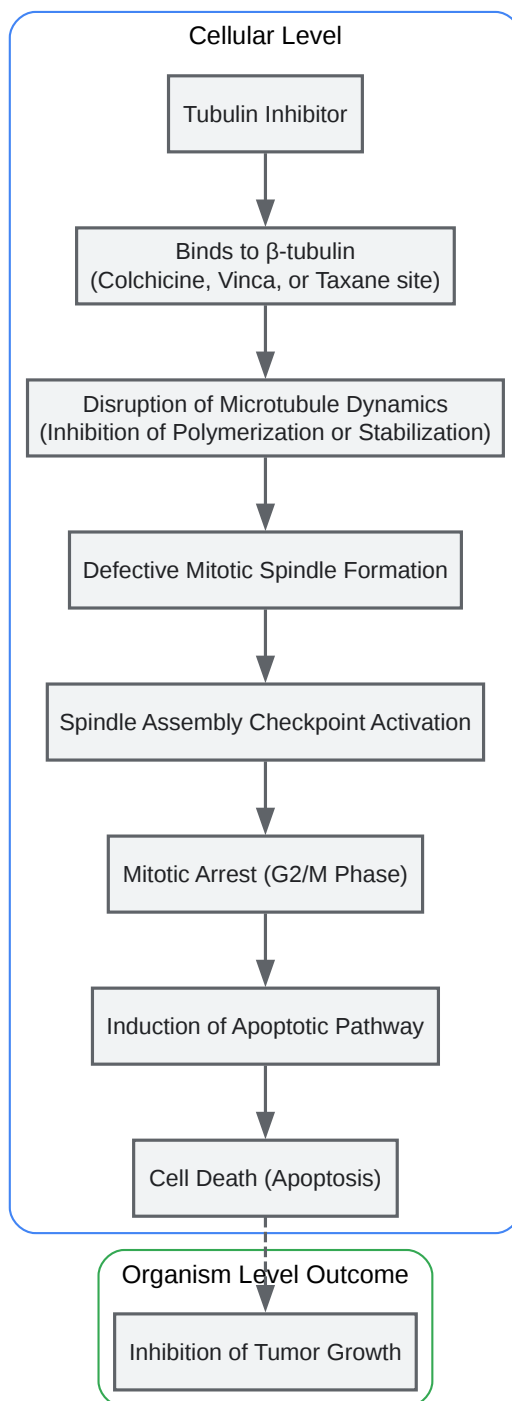 Cellular Level
Tubulin Inhibitor
Binds to β-tubulin
(Colchicine, Vinca, or Taxane site)
Disruption of Microtubule Dynamics
(Inhibition of Polymerization or Stabilization)
Defective Mitotic Spindle Formation
Spindle Assembly Checkpoint Activation
Mitotic Arrest (G2/M Phase)
Induction of Apoptotic Pathway
Cell Death (Apoptosis)
Organism Level Outcome
Inhibition of Tumor Growth